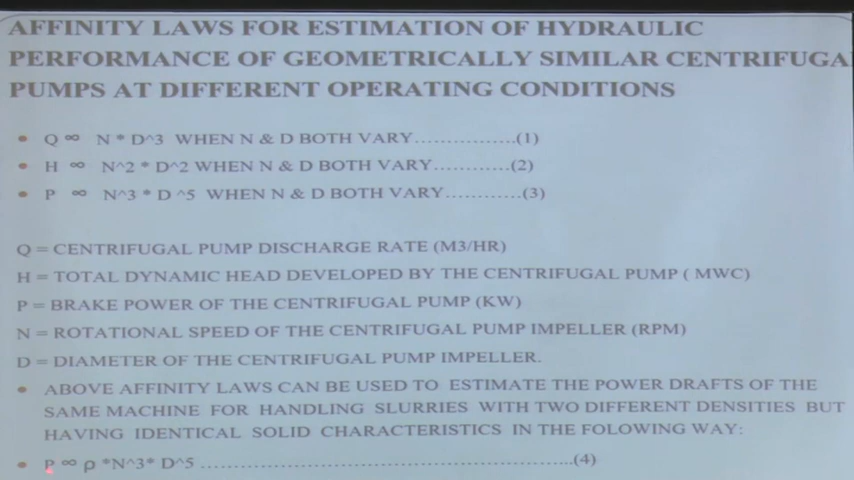 AFFINITY LAWS FOR ESTIMATION OF HYDRAULIC
PERFORMANCE OF GEOMETRICALLY SIMILAR CENTRIFUGA
PUMPS AT DIFFERENT OPERATING CONDITIONS
• Q ∞ N * D^3 WHEN N & D BOTH VARY...............(1)
• H ∞ N^2 * D^2 WHEN N & D BOTH VARY............(2)
• P ∞ N^3 * D ^5 WHEN N & D BOTH VARY...........(3)
Q = CENTRIFUGAL PUMP DISCHARGE RATE (M3/HR)
H = TOTAL DYNAMIC HEAD DEVELOPED BY THE CENTRIFUGAL PUMP ( MWC)
P = BRAKE POWER OF THE CENTRIFUGAL PUMP (KW)
N = ROTATIONAL SPEED OF THE CENTRIFUGAL PUMP IMPELLER (RPM)
D = DIAMETER OF THE CENTRIFUGAL PUMP IMPELLER.
• ABOVE AFFINITY LAWS CAN BE USED TO ESTIMATE THE POWER DRAFTS OF THE
SAME MACHINE FOR HANDLING SLURRIES WITH TWO DIFFERENT DENSITIES BUT
HAVING IDENTICAL SOLID CHARACTERISTICS IN THE FOLOWING WAY:
• P ∞ ρ *N^3* D^5 ......................................................(4)